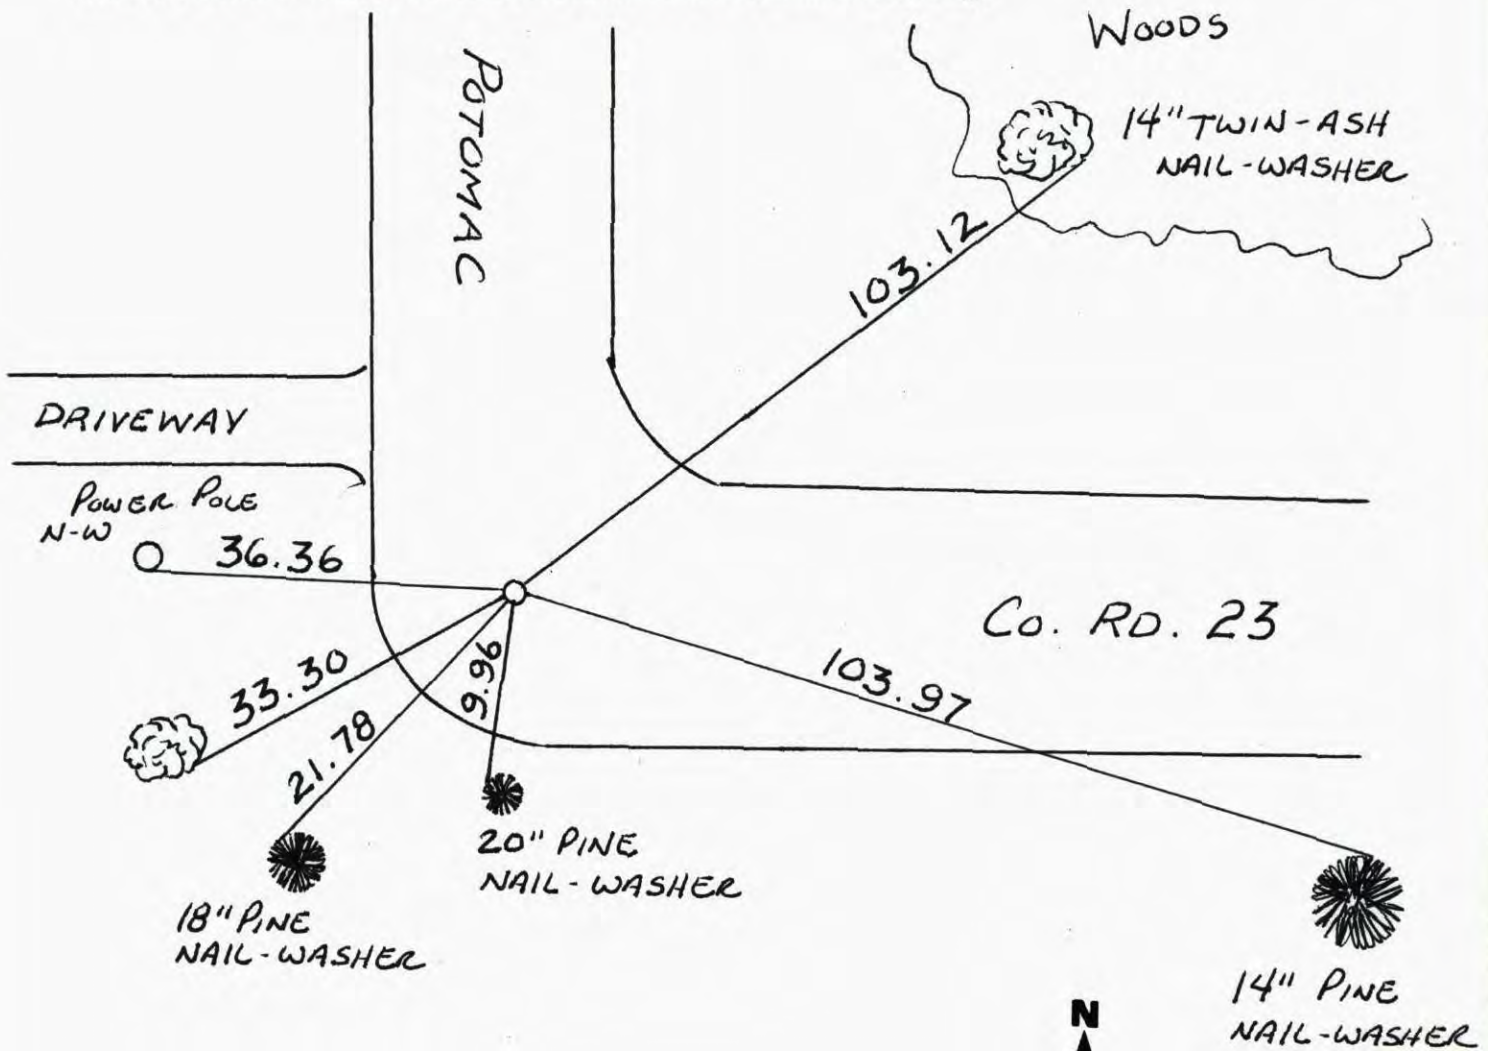 WOODS
POTOMAC
14" TWIN-ASH
NAIL-WASHER
103.12
DRIVEWAY
POWER POLE
N-W
36.36
CO. RD. 23
33.30
21.78
9.96
103.97
20" PINE
NAIL-WASHER
18" PINE
NAIL-WASHER
14" PINE
NAIL-WASHER
N